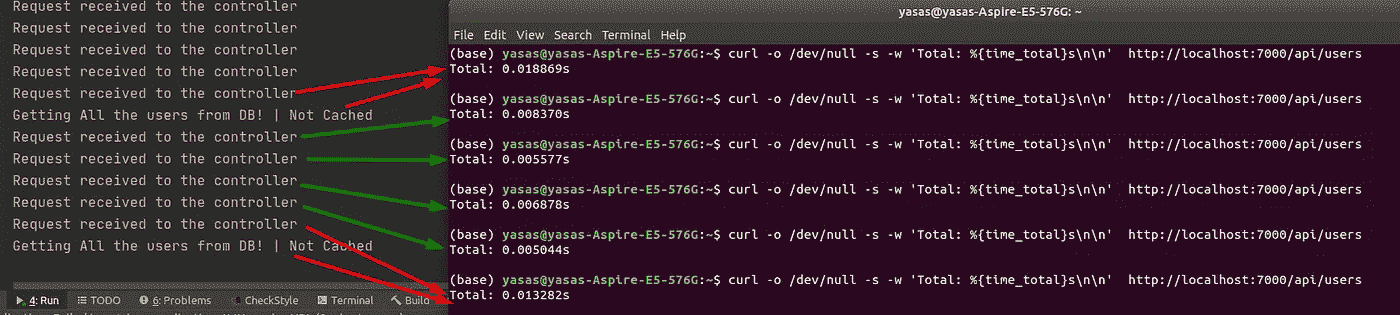 Request received to the controller
Request received to the controller
Request received to the controller
Request received to the controller
Request received to the controller
Getting All the users from DB! | Not Cached
Request received to the controller
Request received to the controller
Request received to the controller
Request received to the controller
Request received to the controller
Getting All the users from DB! | Not Cached
4: Run TODO 6: Problems CheckStyle Terminal Build
yasas@yasas-Aspire-E5-576G: ~
File Edit View Search Terminal Help
(base) yasas@yasas-Aspire-E5-576G:~$ curl -o /dev/null -s -w 'Total: %{time_total}s\n\n'  http://localhost:7000/api/users
Total: 0.018869s
(base) yasas@yasas-Aspire-E5-576G:~$ curl -o /dev/null -s -w 'Total: %{time_total}s\n\n'  http://localhost:7000/api/users
Total: 0.008370s
(base) yasas@yasas-Aspire-E5-576G:~$ curl -o /dev/null -s -w 'Total: %{time_total}s\n\n'  http://localhost:7000/api/users
Total: 0.005577s
(base) yasas@yasas-Aspire-E5-576G:~$ curl -o /dev/null -s -w 'Total: %{time_total}s\n\n'  http://localhost:7000/api/users
Total: 0.006878s
(base) yasas@yasas-Aspire-E5-576G:~$ curl -o /dev/null -s -w 'Total: %{time_total}s\n\n'  http://localhost:7000/api/users
Total: 0.005044s
(base) yasas@yasas-Aspire-E5-576G:~$ curl -o /dev/null -s -w 'Total: %{time_total}s\n\n'  http://localhost:7000/api/users
Total: 0.013282s